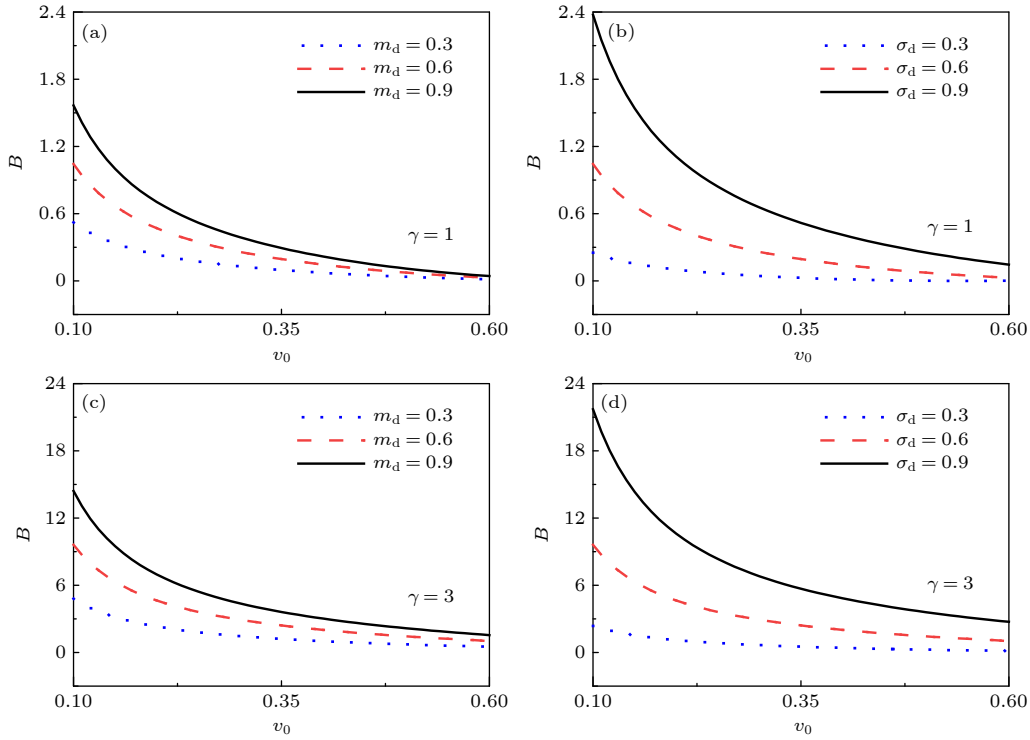 (a)
m_d = 0.3
m_d = 0.6
m_d = 0.9
γ = 1
B
2.4
1.8
1.2
0.6
0
0.10
0.35
0.60
v_0
(b)
σ_d = 0.3
σ_d = 0.6
σ_d = 0.9
γ = 1
B
2.4
1.8
1.2
0.6
0
0.10
0.35
0.60
v_0
(c)
m_d = 0.3
m_d = 0.6
m_d = 0.9
γ = 3
B
24
18
12
6
0
0.10
0.35
0.60
v_0
(d)
σ_d = 0.3
σ_d = 0.6
σ_d = 0.9
γ = 3
B
24
18
12
6
0
0.10
0.35
0.60
v_0